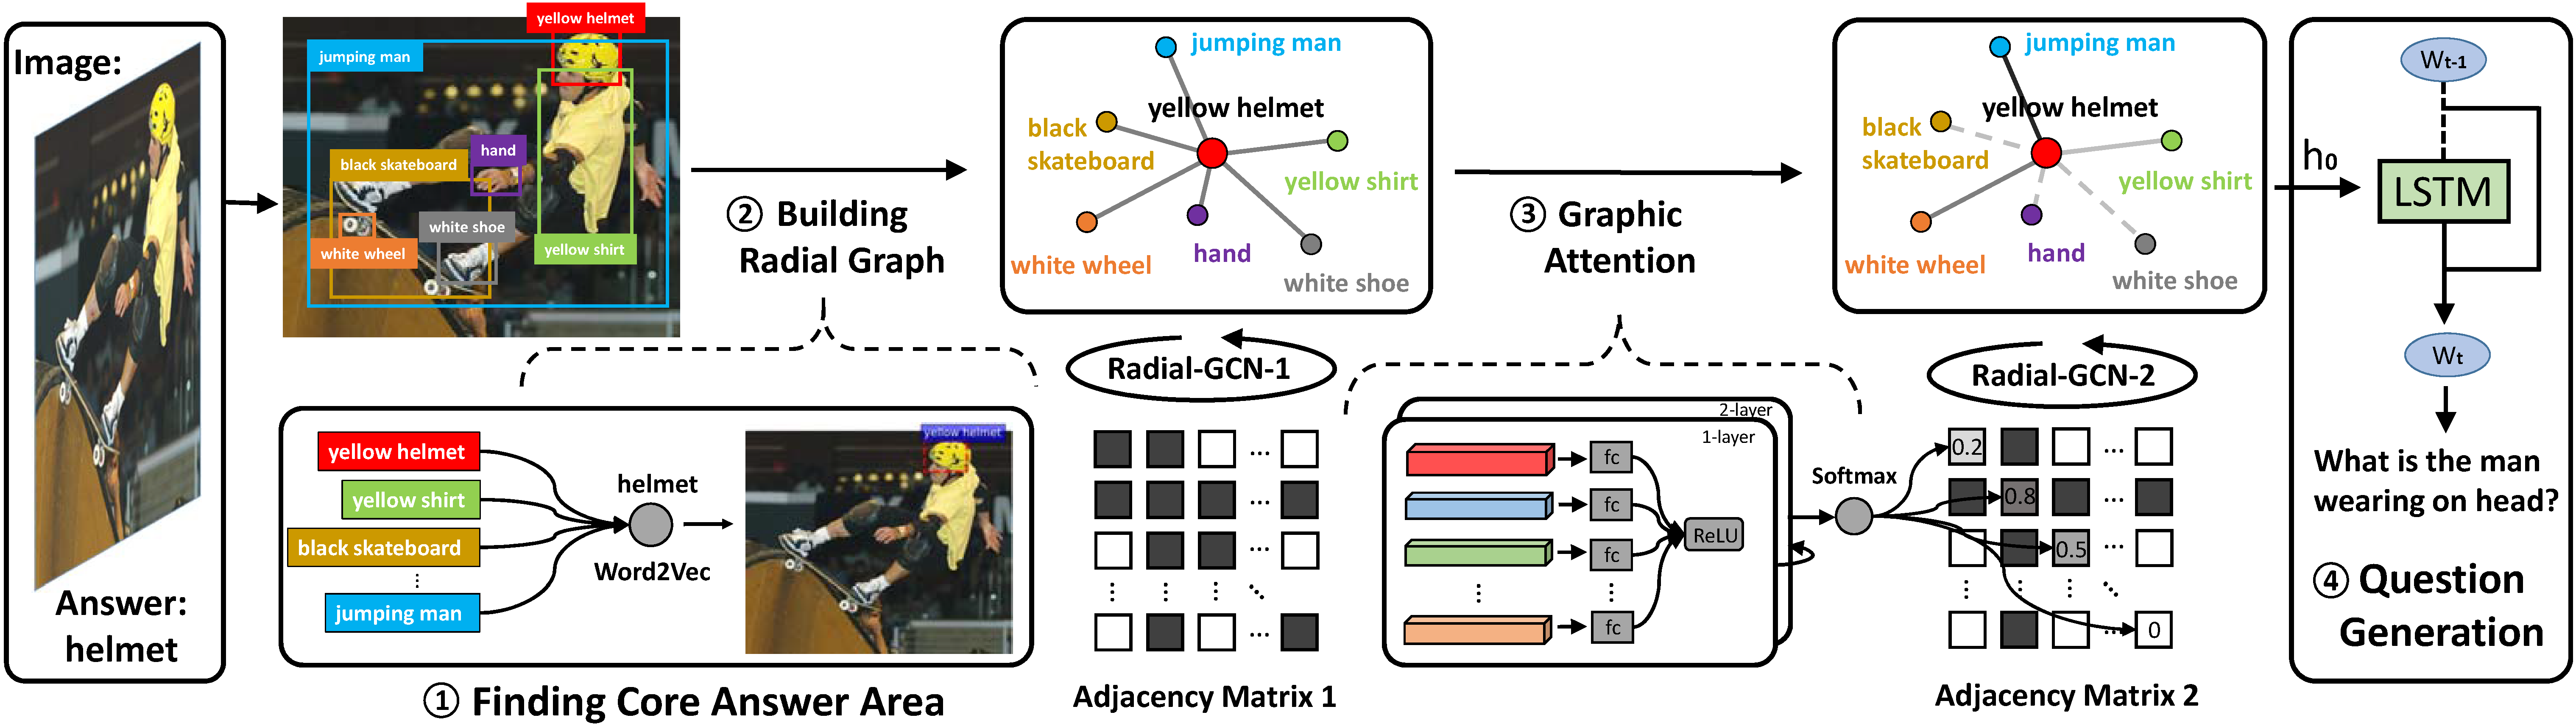 Image:
Answer:
helmet
yellow helmet
jumping man
hand
black skateboard
white shoe
white wheel
yellow shirt
② Building
Radial Graph
yellow helmet
yellow shirt
black skateboard
⋮
jumping man
helmet
Word2Vec
yellow helmet
① Finding Core Answer Area
jumping man
yellow helmet
black
skateboard
yellow shirt
white wheel
hand
white shoe
Radial-GCN-1
Adjacency Matrix 1
③ Graphic
Attention
2-layer
1-layer
fc
fc
fc
fc
ReLU
Softmax
jumping man
yellow helmet
black
skateboard
yellow shirt
white wheel
hand
white shoe
Radial-GCN-2
0.2
0.8
0.5
0
Adjacency Matrix 2
h₀
Wt-1
LSTM
Wt
What is the man
wearing on head?
④ Question
Generation